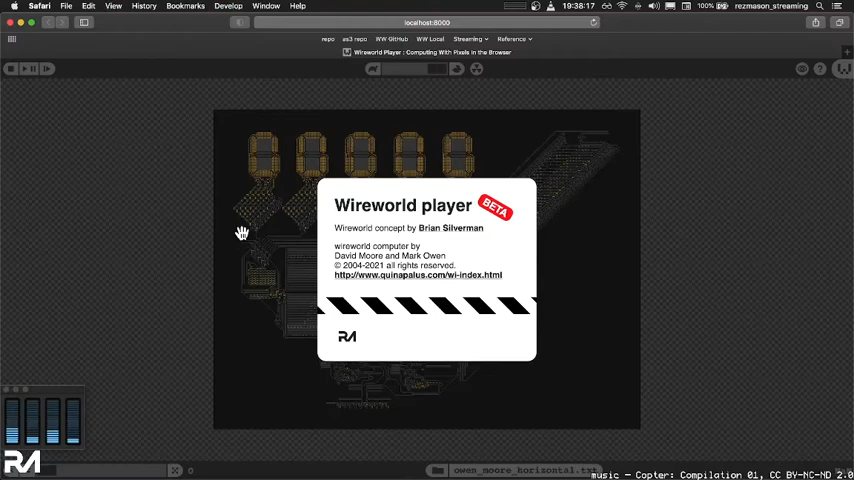 Safari File Edit View History Bookmarks Develop Window Help
19:38:17 100% rezmason_streaming
localhost:8000
repo as3 repo WW GitHub WW Local Streaming Reference
Wireworld Player : Computing With Pixels in the Browser
Wireworld player BETA
Wireworld concept by Brian Silverman
wireworld computer by
David Moore and Mark Owen
© 2004-2021 all rights reserved.
http://www.quinapalus.com/wi-index.html
RM
0
owen_moore_horizontal.txt
music - Copter: Compilation 01, CC BY-NC-ND 2.0
RM